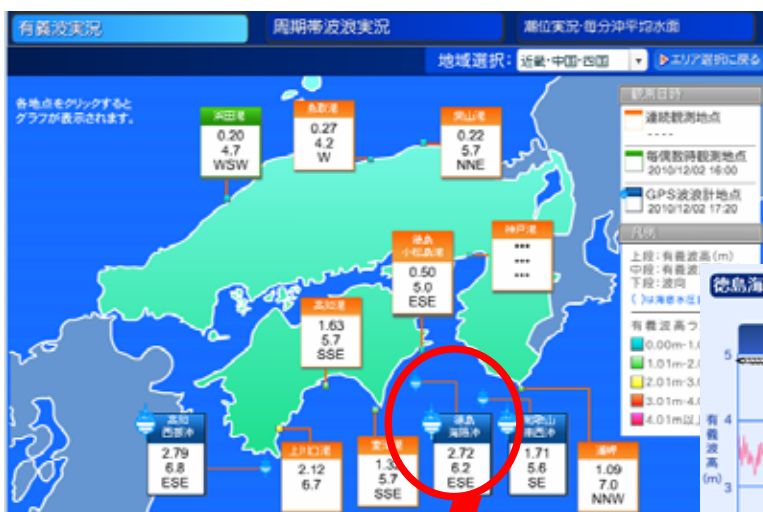 有義波実況
周期帯波浪実況
潮位実況・毎分沖平均水面
地域選択：
近畿・中国・四国
エリア選択に戻る
各地点をクリックすると
グラフが表示されます。
浜田港
0.20
4.7
WSW
鳥取港
0.27
4.2
W
柴山港
0.22
5.7
NNE
観測日時
連続観測地点
----
毎偶数時観測地点
2010/12/02 16:00
GPS波浪計地点
2010/12/02 17:20
凡例
上段：有義波高(m)
中段：有義波
下段：波向
有義波高ラ
0.00m-1.0
1.01m-2.0
2.01m-3.0
3.01m-4.0
4.01m以上
神戸港
***
***
***
徳島
小松島港
0.50
5.0
ESE
高知港
1.63
5.7
SSE
高知
西部沖
2.79
6.8
ESE
上川口港
2.12
6.7
室津港
5.7
SSE
徳島
海陽沖
2.72
6.2
ESE
和歌山
南西沖
1.71
5.6
SE
潮岬
1.09
7.0
NNW
徳島海
5
4
3
有義波高
(m)